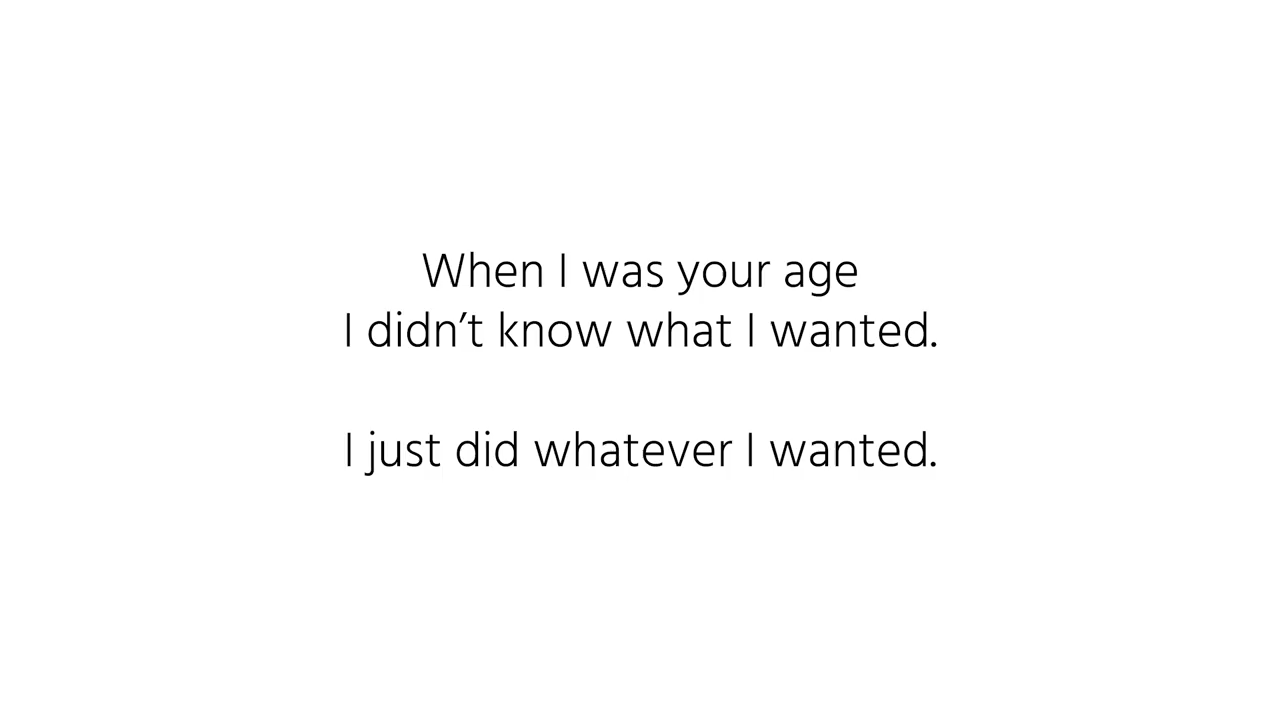 When I was your age
I didn’t know what I wanted.
I just did whatever I wanted.